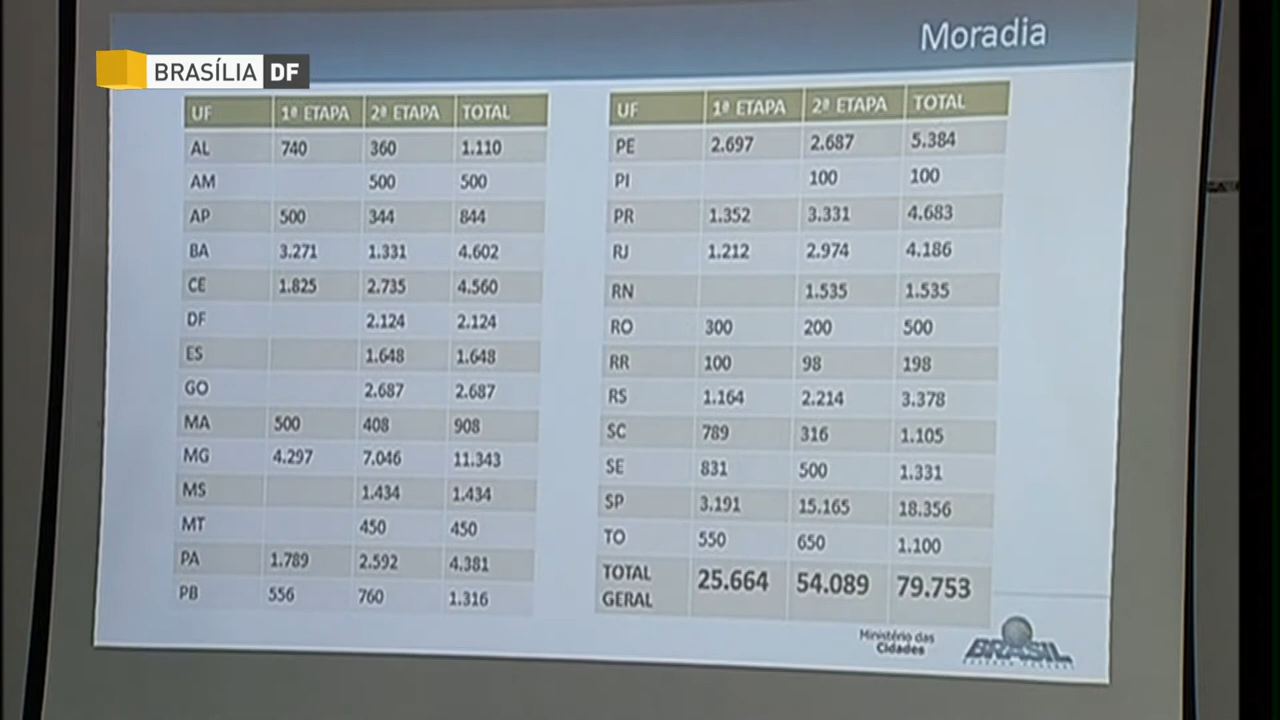 Moradia
BRASÍLIA DF
UF 1ª ETAPA 2ª ETAPA TOTAL
AL 740 360 1.110
AM 500 500
AP 500 344 844
BA 3.271 1.331 4.602
CE 1.825 2.735 4.560
DF 2.124 2.124
ES 1.648 1.648
GO 2.687 2.687
MA 500 408 908
MG 4.297 7.046 11.343
MS 1.434 1.434
MT 450 450
PA 1.789 2.592 4.381
PB 556 760 1.316
UF 1ª ETAPA 2ª ETAPA TOTAL
PE 2.697 2.687 5.384
PI 100 100
PR 1.352 3.331 4.683
RJ 1.212 2.974 4.186
RN 1.535 1.535
RO 300 200 500
RR 100 98 198
RS 1.164 2.214 3.378
SC 789 316 1.105
SE 831 500 1.331
SP 3.191 15.165 18.356
TO 550 650 1.100
TOTAL
GERAL 25.664 54.089 79.753
Ministério das
Cidades
BRASIL